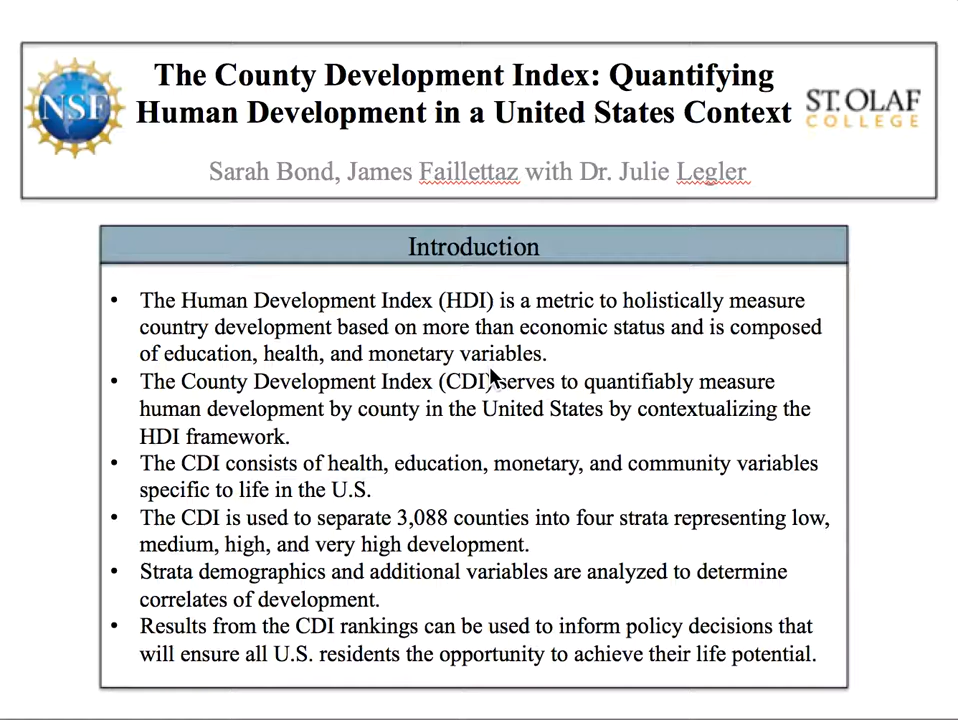 The County Development Index: Quantifying
Human Development in a United States Context
NSF
ST. OLAF
COLLEGE
Sarah Bond, James Faillettaz with Dr. Julie Legler
Introduction
• The Human Development Index (HDI) is a metric to holistically measure
country development based on more than economic status and is composed
of education, health, and monetary variables.
• The County Development Index (CDI) serves to quantifiably measure
human development by county in the United States by contextualizing the
HDI framework.
• The CDI consists of health, education, monetary, and community variables
specific to life in the U.S.
• The CDI is used to separate 3,088 counties into four strata representing low,
medium, high, and very high development.
• Strata demographics and additional variables are analyzed to determine
correlates of development.
• Results from the CDI rankings can be used to inform policy decisions that
will ensure all U.S. residents the opportunity to achieve their life potential.